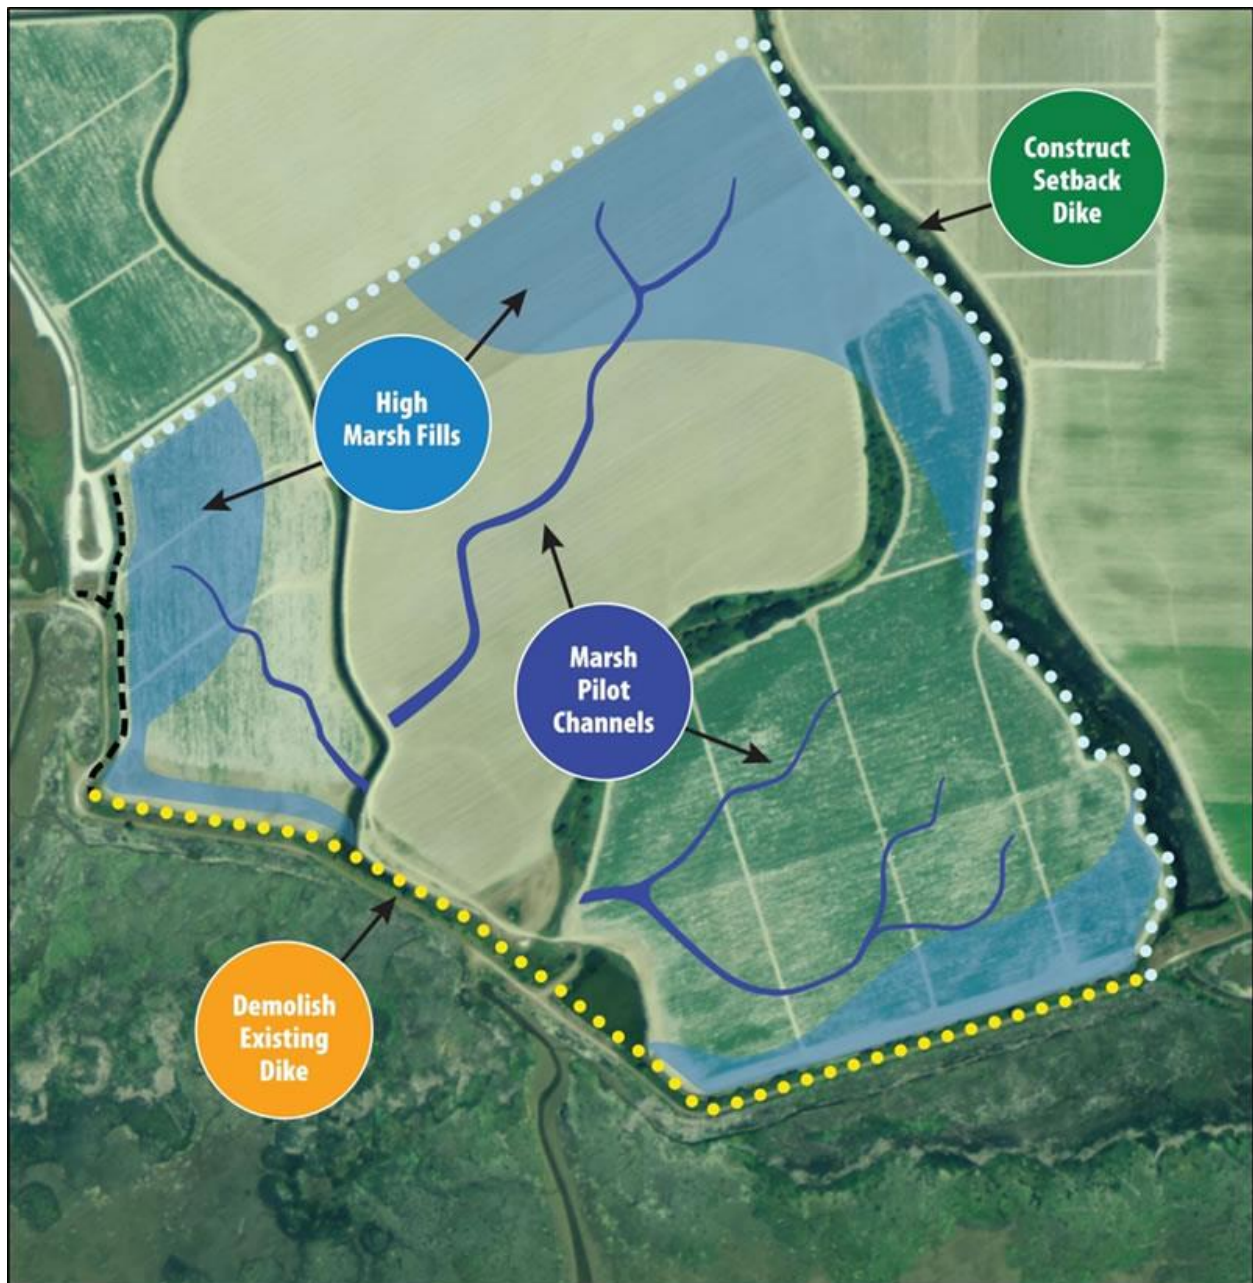 Construct
Setback
Dike
High
Marsh Fills
Marsh
Pilot
Channels
Demolish
Existing
Dike